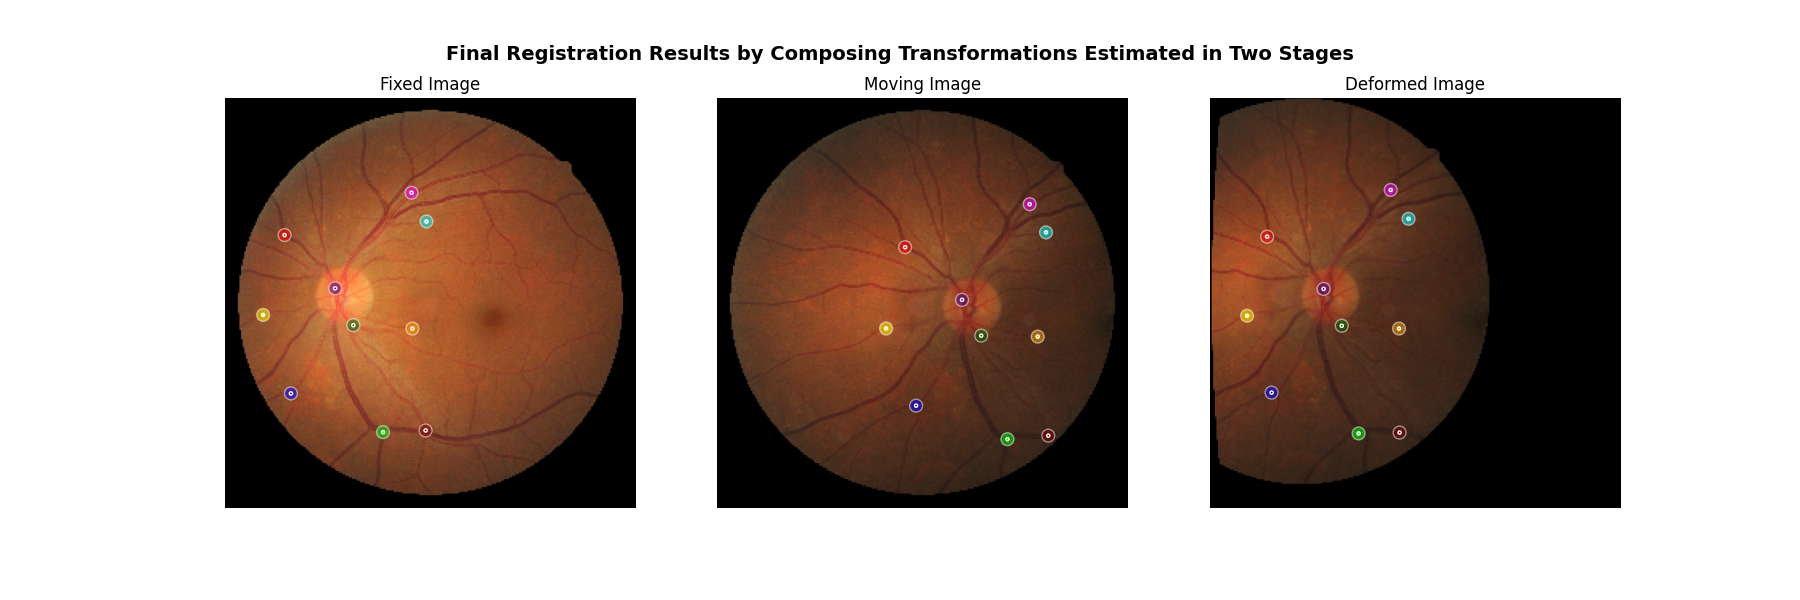 Final Registration Results by Composing Transformations Estimated in Two Stages
Fixed Image
Moving Image
Deformed Image